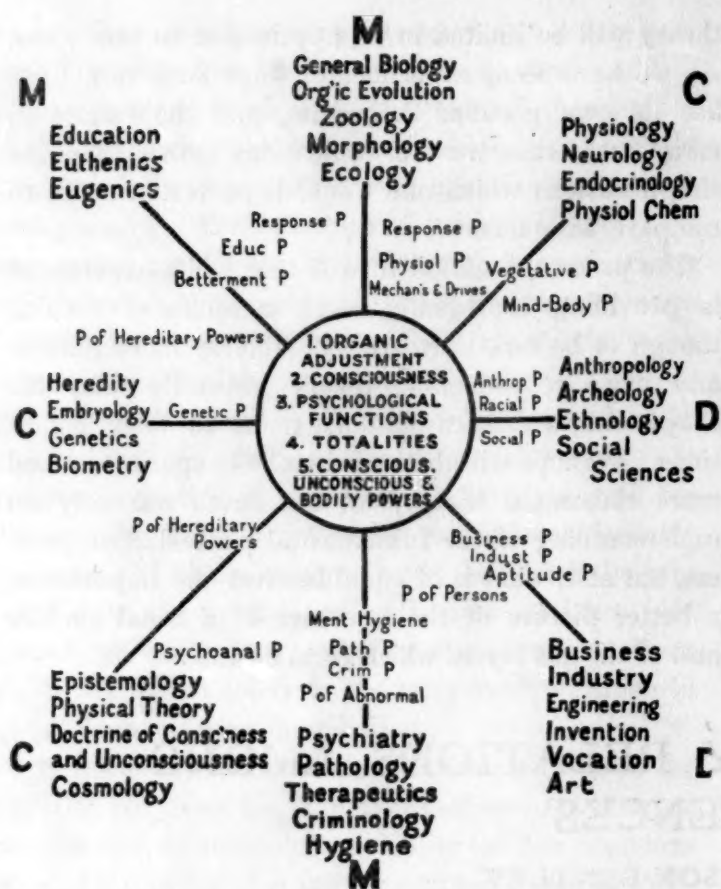 M
General Biology
Org'ic Evolution
Zoology
Morphology
Ecology
M
Education
Euthenics
Eugenics
C
Physiology
Neurology
Endocrinology
Physiol Chem
Response P
Educ P
Betterment P
P of Hereditary Powers
Response P
Physiol P
Mechan's & Drives
Vegetative P
Mind-Body P
1. ORGANIC
ADJUSTMENT
2. CONSCIOUSNESS
3. PSYCHOLOGICAL
FUNCTIONS
4. TOTALITIES
5. CONSCIOUS,
UNCONSCIOUS &
BODILY POWERS
C
Heredity
Embryology
Genetics
Biometry
Genetic P
Anthrop P
Racial P
Social P
Anthropology
Archeology
Ethnology
Social
Sciences
D
P of Hereditary
Powers
Psychoanal P
Ment Hygiene
Path P
Crim P
P of Abnormal
Business
Indust P
Aptitude
P of Persons
C
Epistemology
Physical Theory
Doctrine of Consc'ness
and Unconsciousness
Cosmology
Psychiatry
Pathology
Therapeutics
Criminology
Hygiene
M
Business
Industry
Engineering
Invention
Vocation
Art